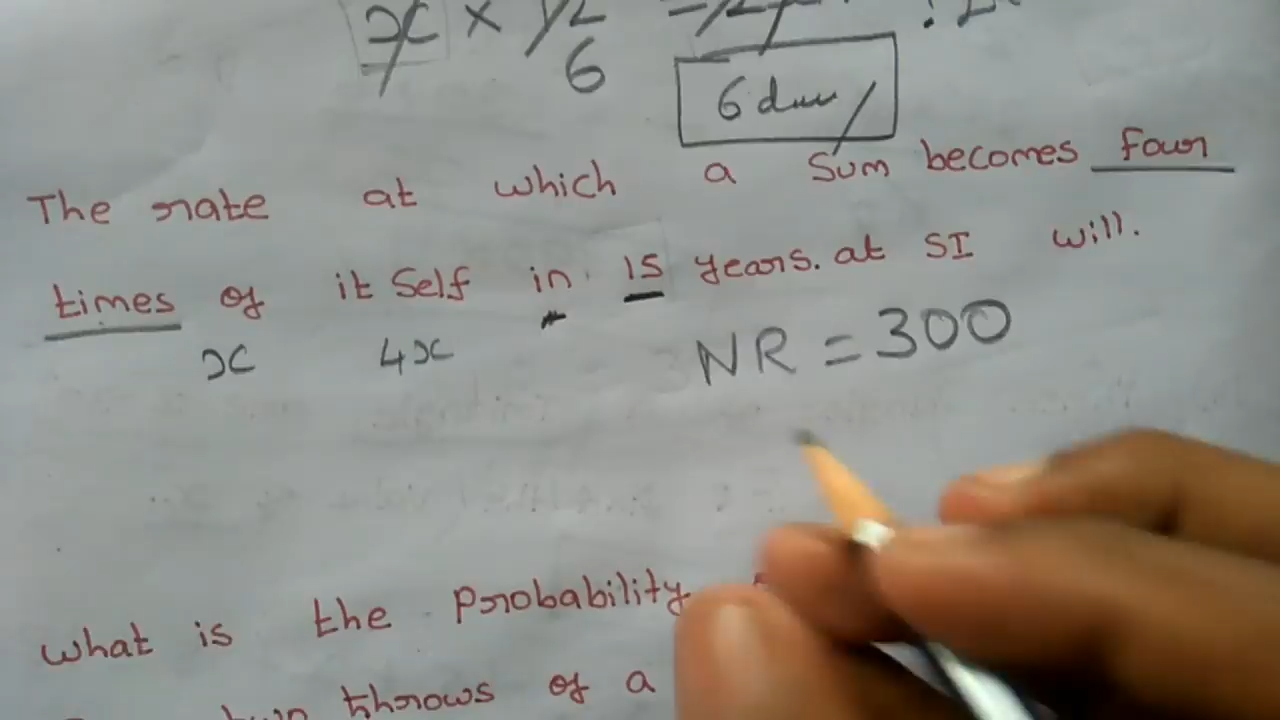 6
6 days
The rate at which a Sum becomes Four
times of it Self in 15 years. at SI will.
x 4x NR = 300
what is the Probability
throws of a